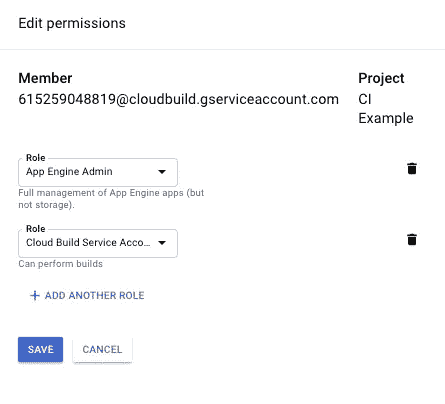 Edit permissions
Member
Project
615259048819@cloudbuild.gserviceaccount.com
CI
Example
Role
App Engine Admin
Full management of App Engine apps (but
not storage).
Role
Cloud Build Service Acco...
Can perform builds
+ ADD ANOTHER ROLE
SAVE
CANCEL